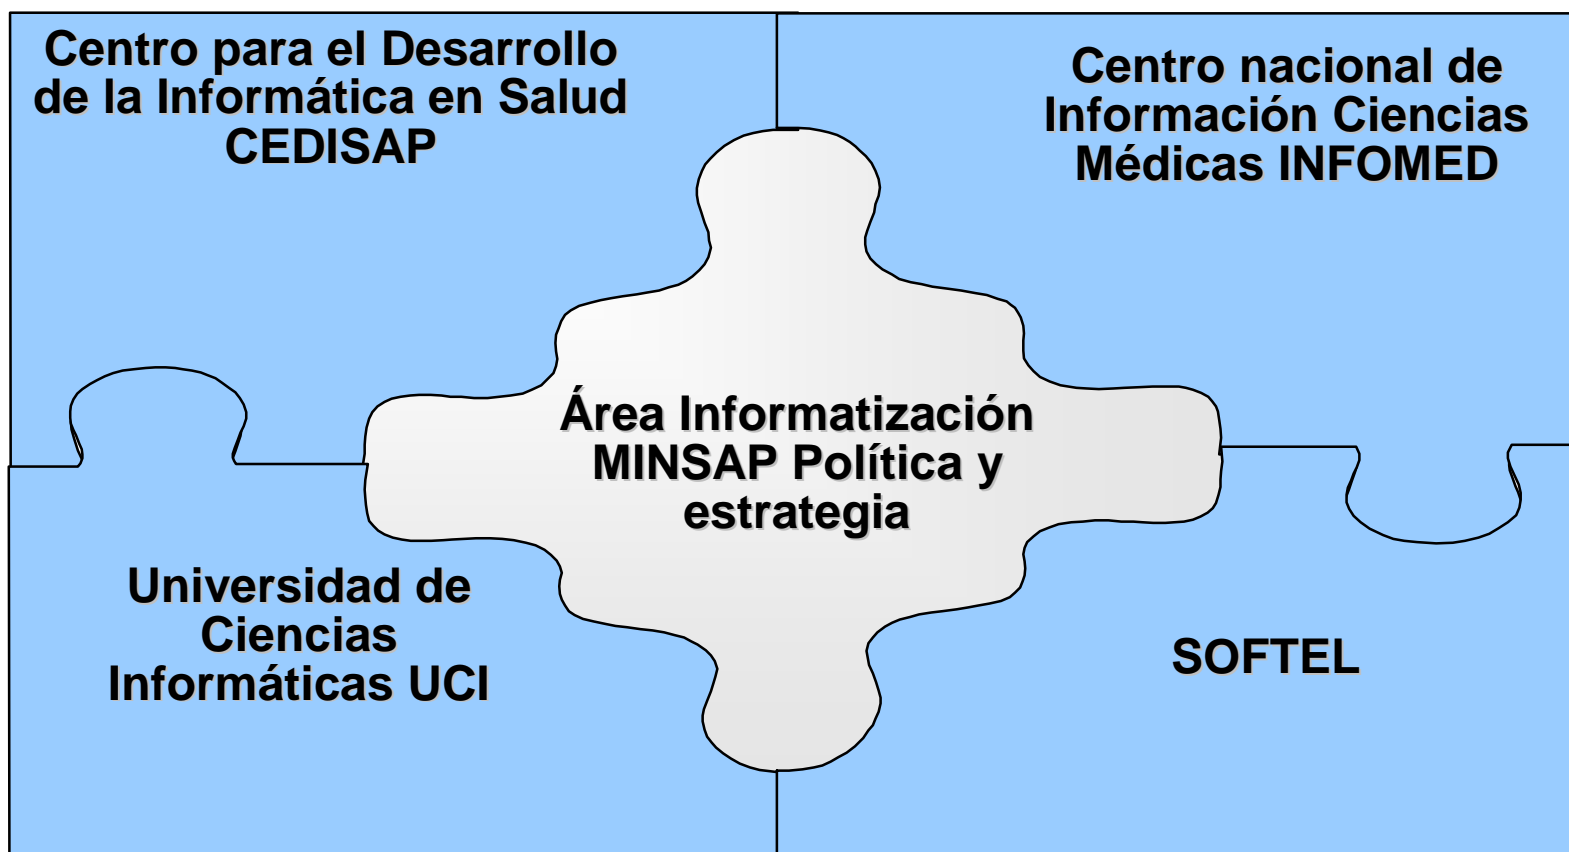 Centro para el Desarrollo
de la Informática en Salud
CEDISAP
Centro nacional de
Información Ciencias
Médicas INFOMED
Área Informatización
MINSAP Política y
estrategia
Universidad de
Ciencias
Informáticas UCI
SOFTEL